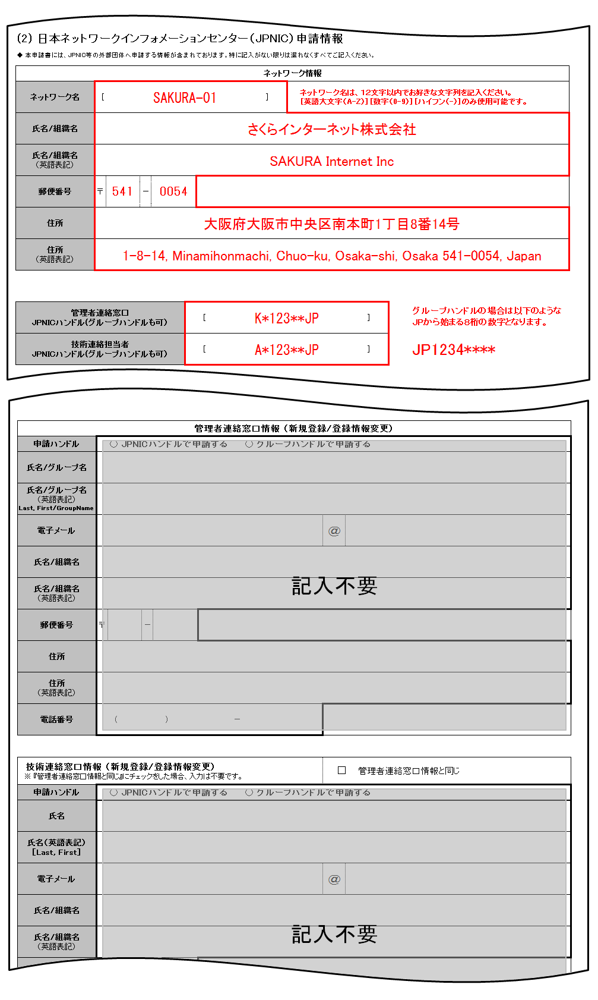 (2) 日本ネットワークインフォメーションセンター(JPNIC)申請情報
◆ 本申請書には、JPNIC等の外部団体へ申請する情報が含まれております。特に記入がない限りは漏れなくすべてご記入ください。
ネットワーク情報
ネットワーク名 [ SAKURA-01 ]
ネットワーク名は、12文字以内でお好きな文字列を記入ください。
[英語大文字(A-Z)][数字(0-9)][ハイフン(-)]のみ使用可能です。
氏名/組織名 さくらインターネット株式会社
氏名/組織名
(英語表記)
SAKURA Internet Inc
郵便番号 〒 541 - 0054
住所 大阪府大阪市中央区南本町1丁目8番14号
住所
(英語表記)
1-8-14, Minamihonmachi, Chuo-ku, Osaka-shi, Osaka 541-0054, Japan
管理者連絡窓口
JPNICハンドル(グループハンドルも可)
[ K*123**JP ]
技術連絡担当者
JPNICハンドル(グループハンドルも可)
[ A*123**JP ]
グループハンドルの場合は以下のような
JPから始まる8桁の数字となります。
JP1234****
管理者連絡窓口情報 (新規登録/登録情報変更)
申請ハンドル ○ JPNICハンドルで申請する ○ グループハンドルで申請する
氏名/グループ名
氏名/グループ名
(英語表記)
Last, First/GroupName
電子メール @
氏名/組織名
氏名/組織名
(英語表記)
記入不要
郵便番号 〒 -
住所
住所
(英語表記)
電話番号 ( ) -
技術連絡窓口情報 (新規登録/登録情報変更)
※『管理者連絡窓口情報と同じ』にチェックをした場合、入力は不要です。
□ 管理者連絡窓口情報と同じ
申請ハンドル ○ JPNICハンドルで申請する ○ グループハンドルで申請する
氏名
氏名(英語表記)
[Last, First]
電子メール @
氏名/組織名
氏名/組織名
(英語表記)
記入不要